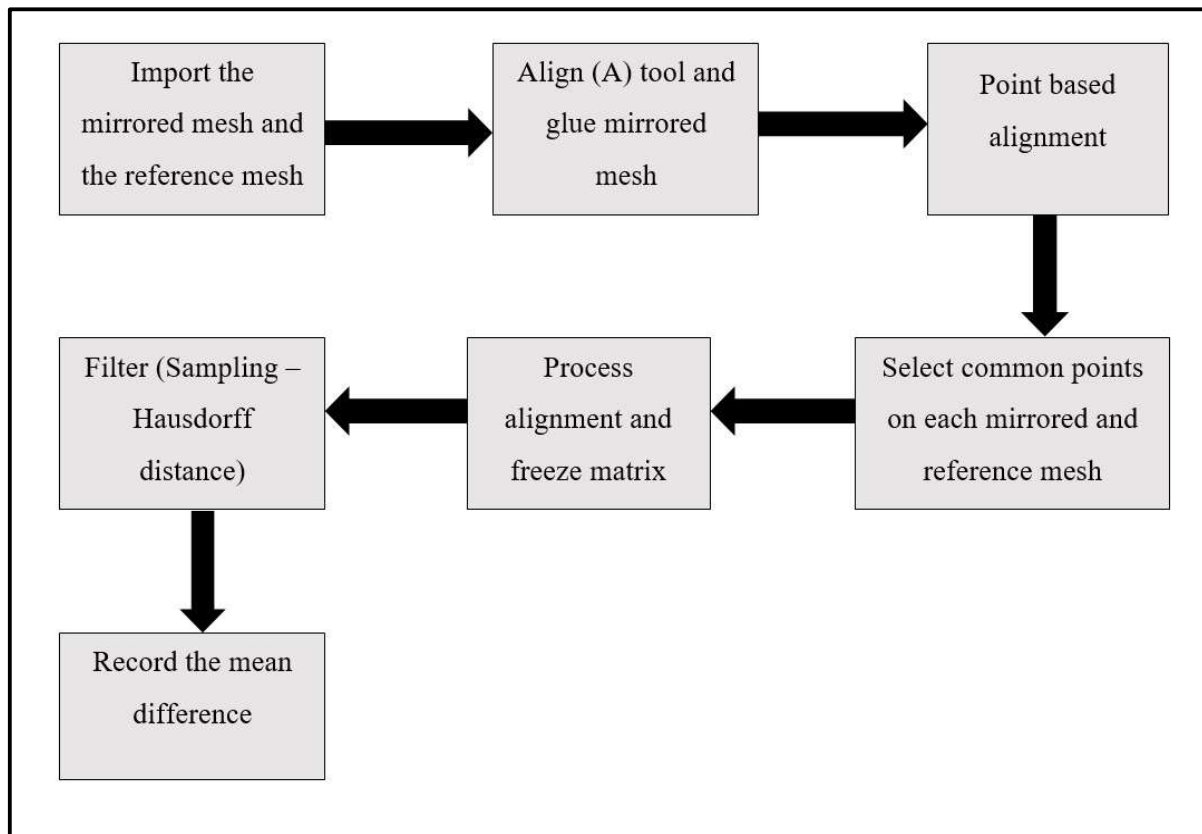 Import the
mirrored mesh and
the reference mesh
Align (A) tool and
glue mirrored
mesh
Point based
alignment
Select common points
on each mirrored and
reference mesh
Process
alignment and
freeze matrix
Filter (Sampling –
Hausdorff
distance)
Record the mean
difference